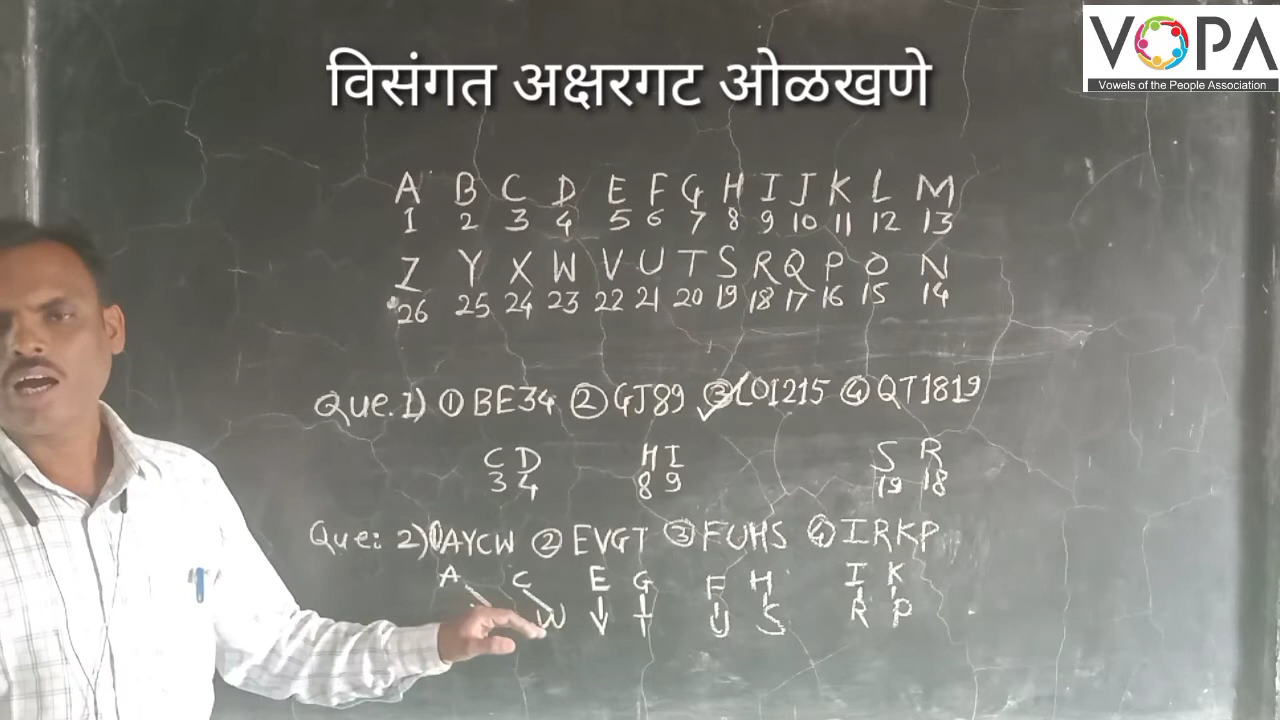 VOPA
Vowels of the People Association
विसंगत अक्षरगट ओळखणे
A B C D E F G H I J K L M
1 2 3 4 5 6 7 8 9 10 11 12 13
Z Y X W V U T S R Q P O N
26 25 24 23 22 21 20 19 18 17 16 15 14
Que. 1) ① BE34 ② GJ89 ③ LO1215 ④ QT1819
C D H I S R
3 4 8 9 19 18
Que: 2) ① AYCW ② EVGT ③ FUHS ④ IRKP
A C E G F H I K
W V T U S R P